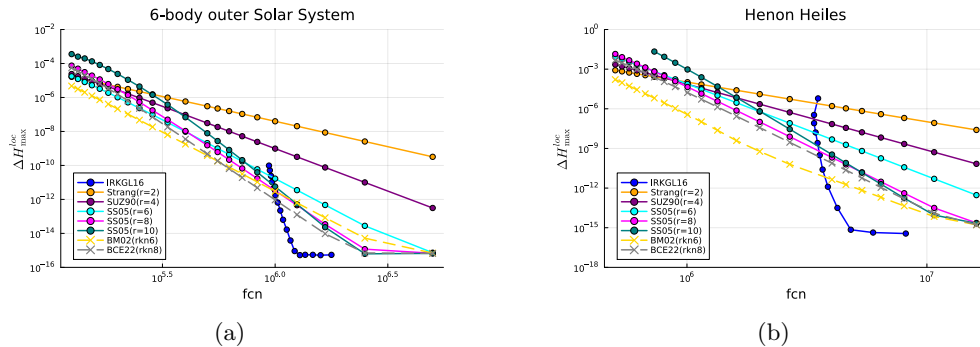 6-body outer Solar System
ΔH^{loc}_{max}
10^{-2}
10^{-4}
10^{-6}
10^{-8}
10^{-10}
10^{-12}
10^{-14}
10^{-16}
IRKGL16
Strang(r=2)
SUZ90(r=4)
SS05(r=6)
SS05(r=8)
SS05(r=10)
BM02(rkn6)
BCE22(rkn8)
10^{5.5}
10^{6.0}
10^{6.5}
fcn
(a)
Henon Heiles
ΔH^{loc}_{max}
10^{0}
10^{-3}
10^{-6}
10^{-9}
10^{-12}
10^{-15}
10^{-18}
IRKGL16
Strang(r=2)
SUZ90(r=4)
SS05(r=6)
SS05(r=8)
SS05(r=10)
BM02(rkn6)
BCE22(rkn8)
10^{6}
10^{7}
fcn
(b)